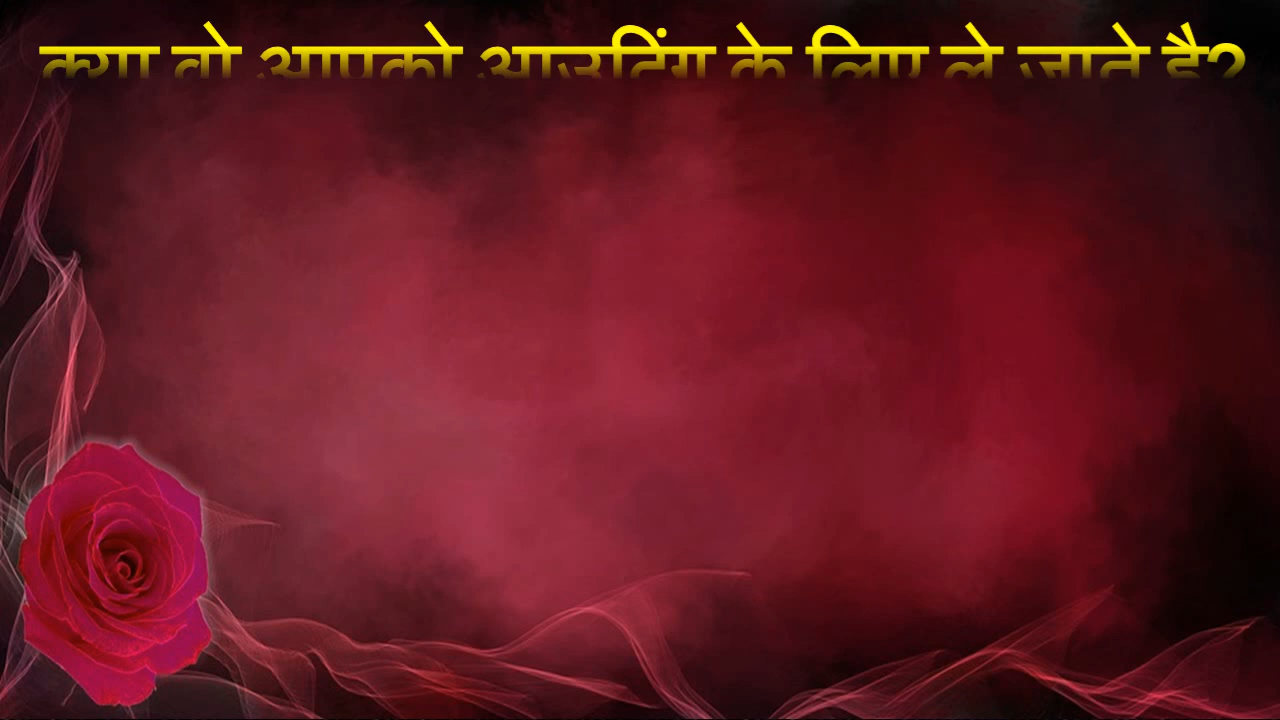 क्या वो आपको आउटिंग के लिए ले जाते है?